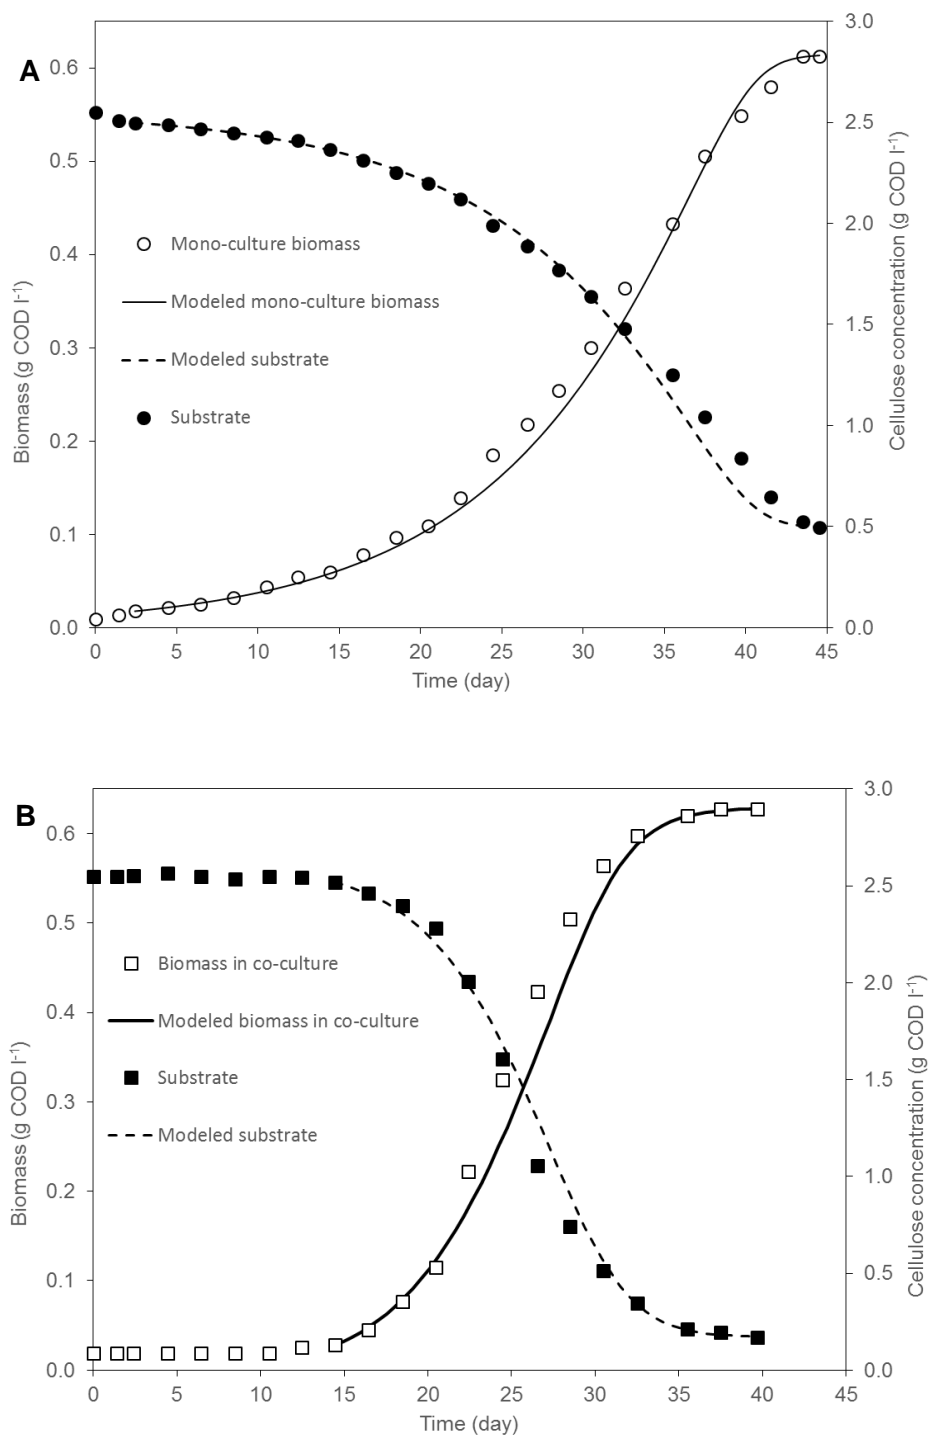 A
3.0
0.6
2.5
0.5
2.0
0.4
Mono-culture biomass
Modeled mono-culture biomass
1.5
0.3
Modeled substrate
Substrate
1.0
0.2
0.5
0.1
0.0
0.0
Biomass (g COD l-1)
Cellulose concentration (g COD l-1)
0 5 10 15 20 25 30 35 40 45
Time (day)
B
3.0
0.6
2.5
0.5
2.0
0.4
Biomass in co-culture
Modeled biomass in co-culture
1.5
0.3
Substrate
Modeled substrate
1.0
0.2
0.5
0.1
0.0
0.0
Biomass (g COD l-1)
Cellulose concentration (g COD l-1)
0 5 10 15 20 25 30 35 40 45
Time (day)